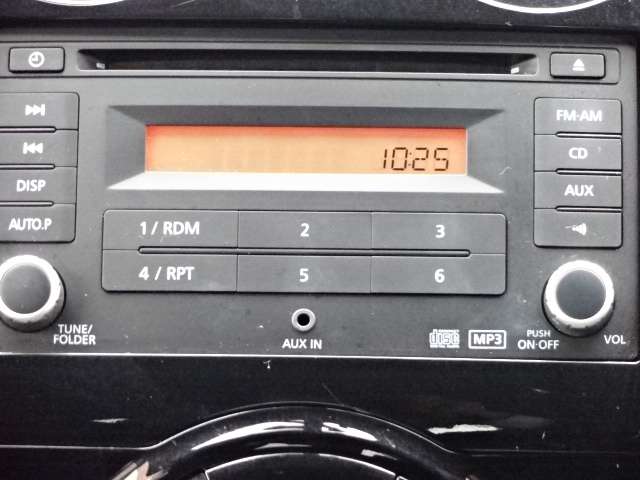 FM·AM
10:25
CD
DISP
AUX
AUTO.P
1 / RDM 2 3
4 / RPT 5 6
TUNE/
FOLDER
AUX IN
disc
MP3
PUSH
ON·OFF
VOL